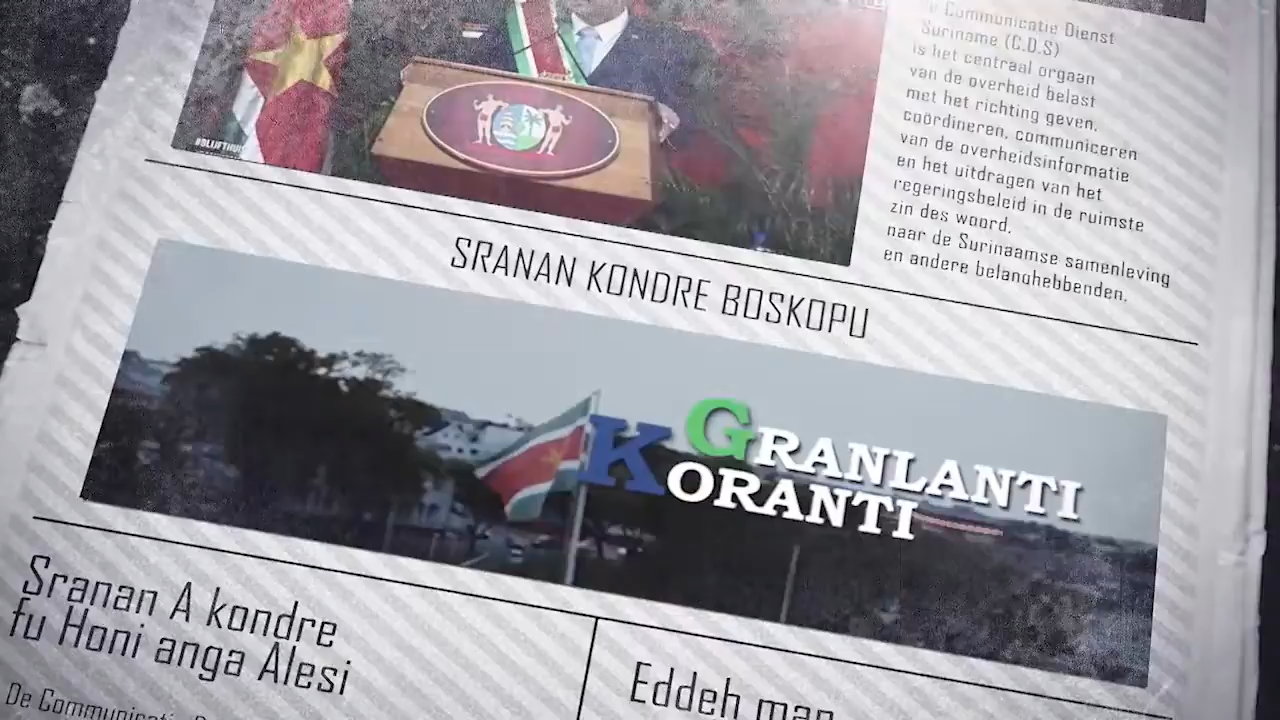 Communicatie Dienst
Suriname (C.D.S)
is het centraal orgaan
van de overheid belast
met het richting geven,
coördineren, communiceren
van de overheidsinformatie
en het uitdragen van het
regeringsbeleid in de ruimste
zin des woord.
naar de Surinaamse samenleving
en andere belanghebbenden.
SRANAN KONDRE BOSKOPU
GRANLANTI
KORANTI
Sranan A kondre
fu Honi anga Alesi
De
Eddeh man